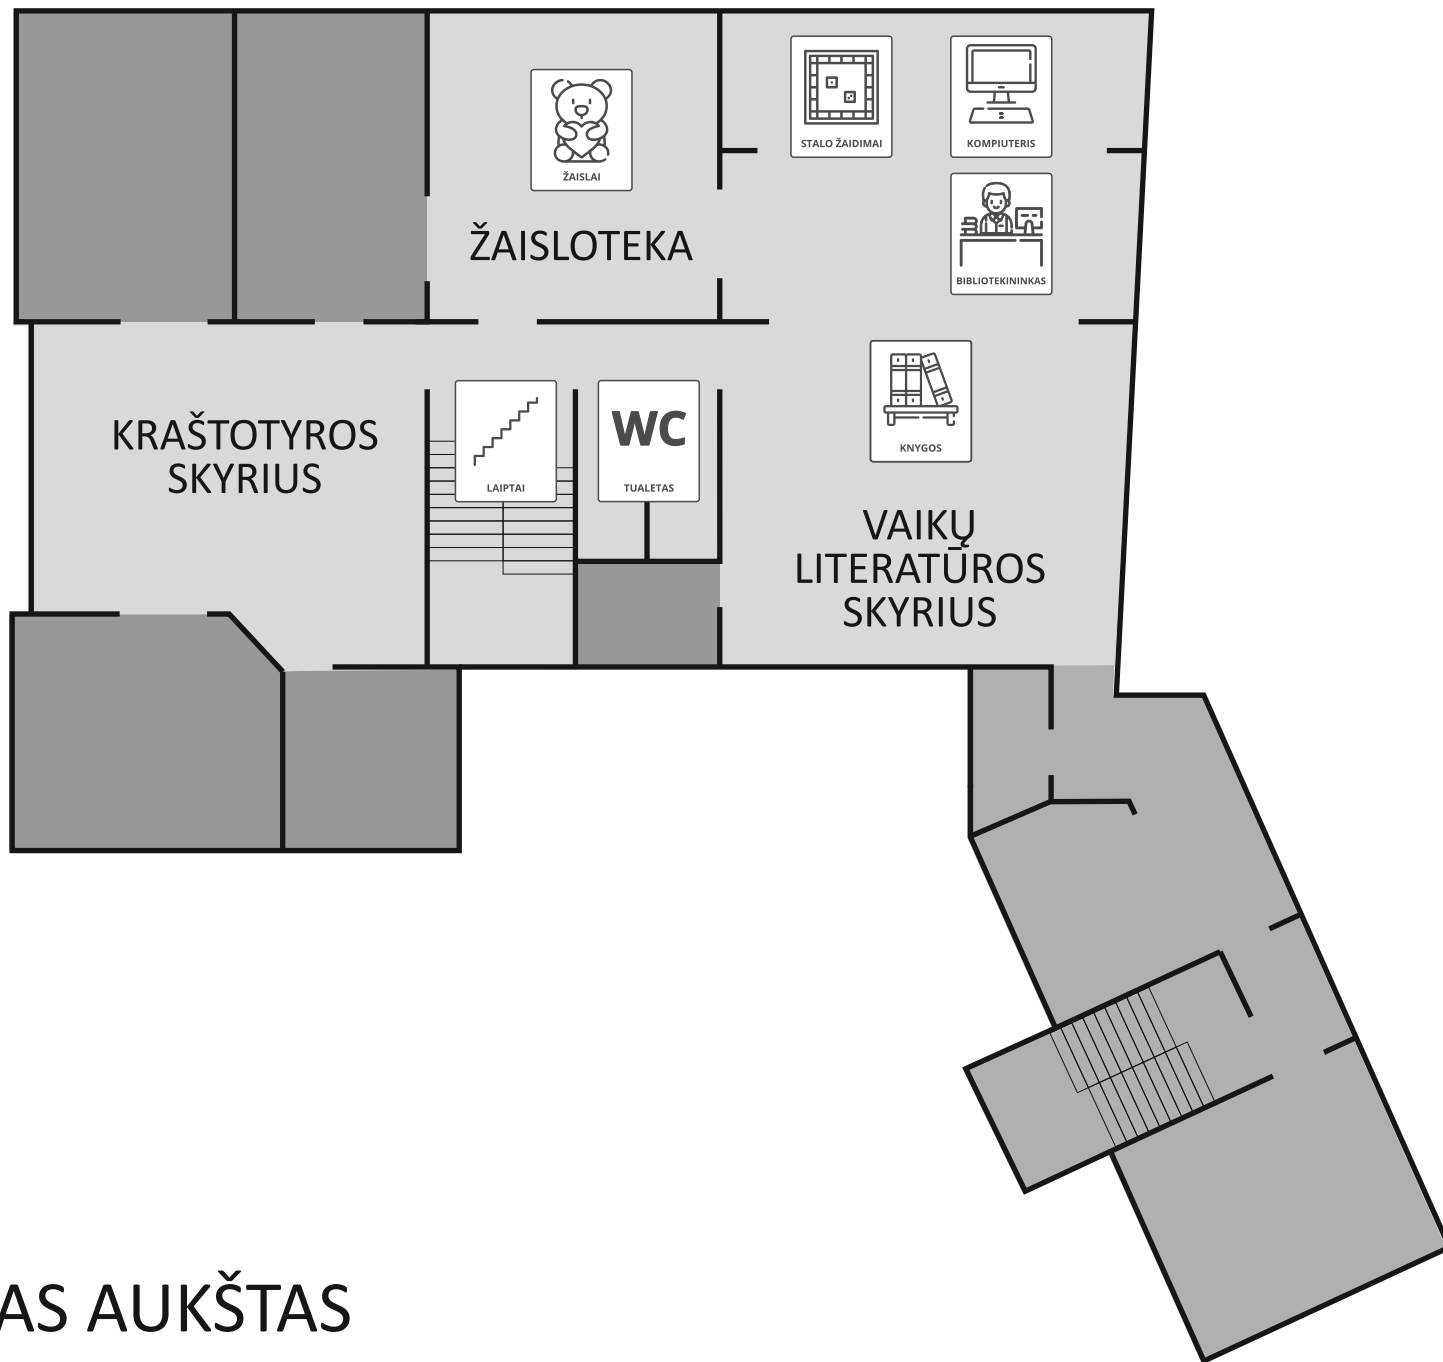 STALO ŽAIDIMAI
KOMPIUTERIS
ŽAISLAI
ŽAISLOTEKA
BIBLIOTEKININKAS
KRAŠTOTYROS
SKYRIUS
WC
LAIPTAI
TUALETAS
KNYGOS
VAIKŲ
LITERATŪROS
SKYRIUS
AS AUKŠTAS